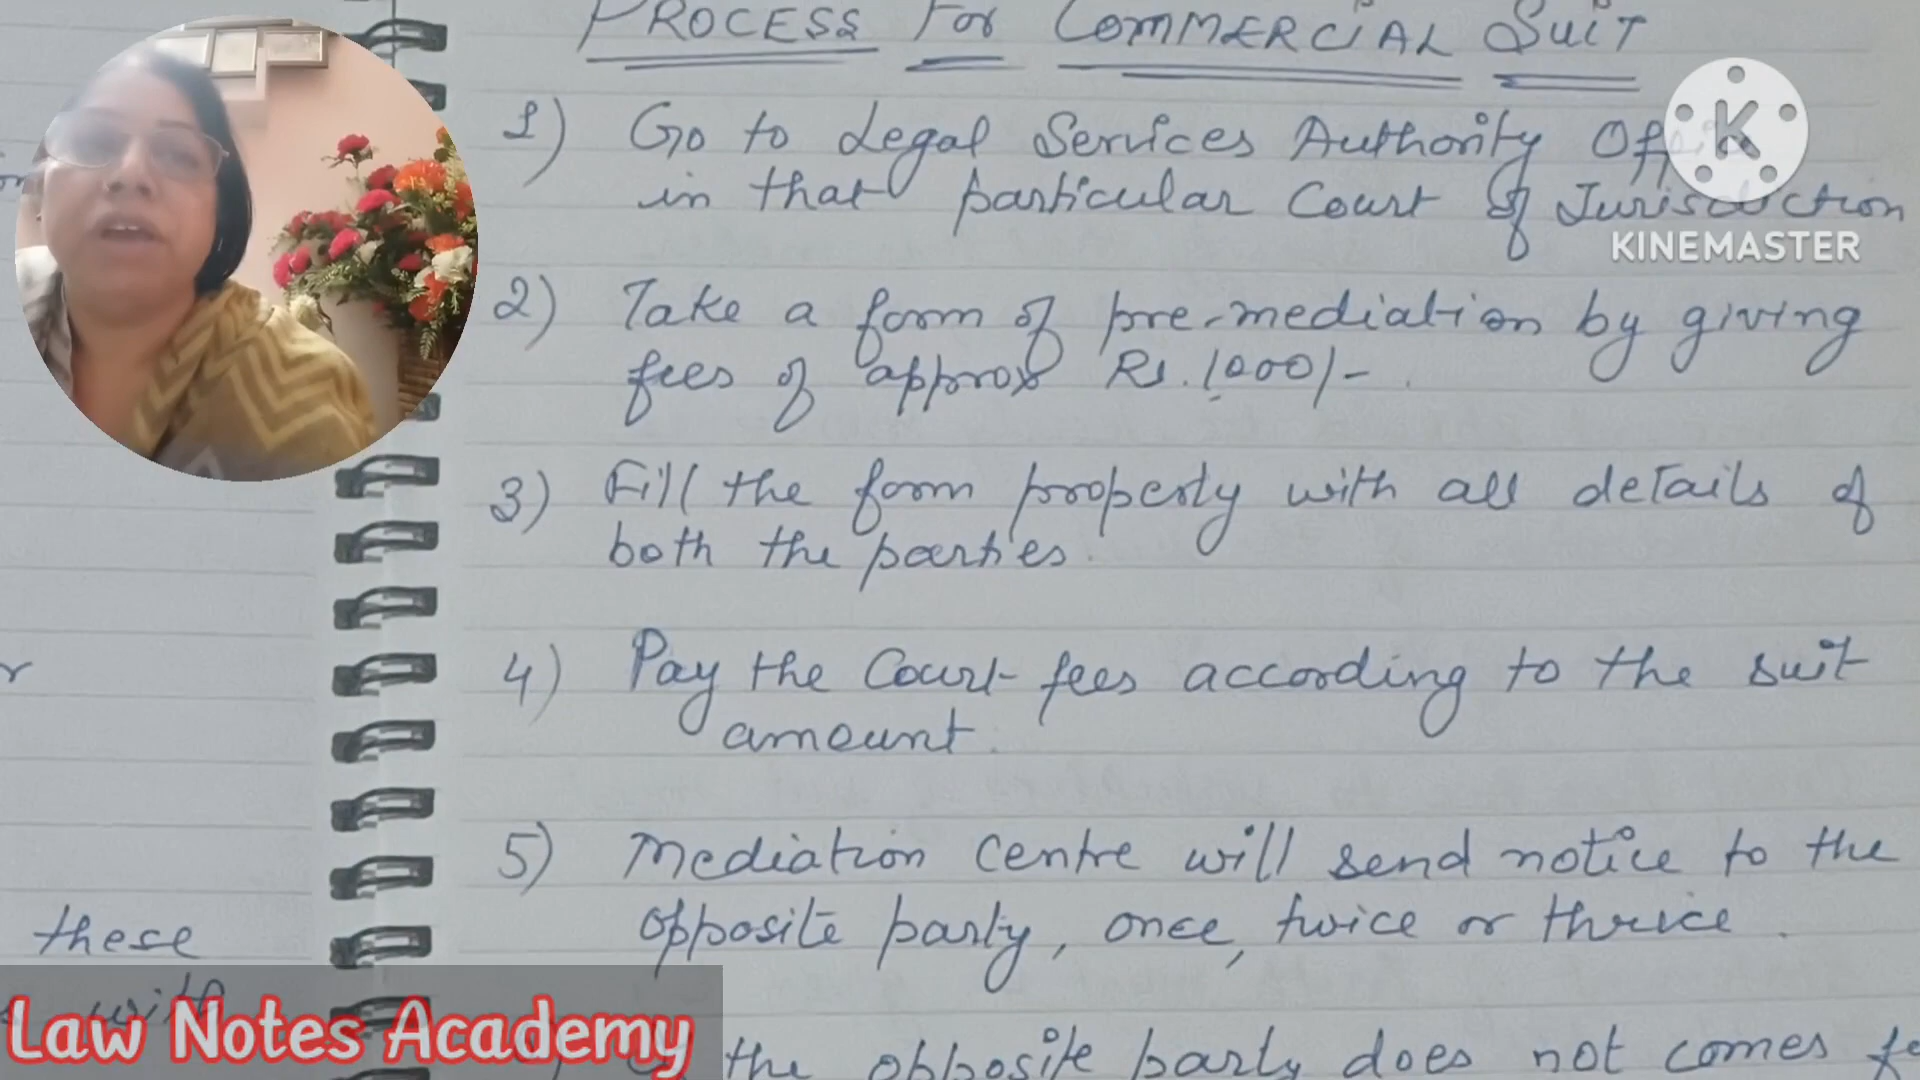 PROCESS FOR COMMERCIAL SUIT
1) Go to Legal Services Authority
in that particular Court of Jurisdiction
K
KINEMASTER
2) Take a form of pre-mediation by giving
fees of approx Rs. 1000/-
3) Fill the form properly with all details of
both the parties.
4) Pay the Court fees according to the suit
amount.
5) Mediation Centre will send notice to the
opposite party, once, twice or thrice.
these
with
Law Notes Academy
the opposite party does not comes